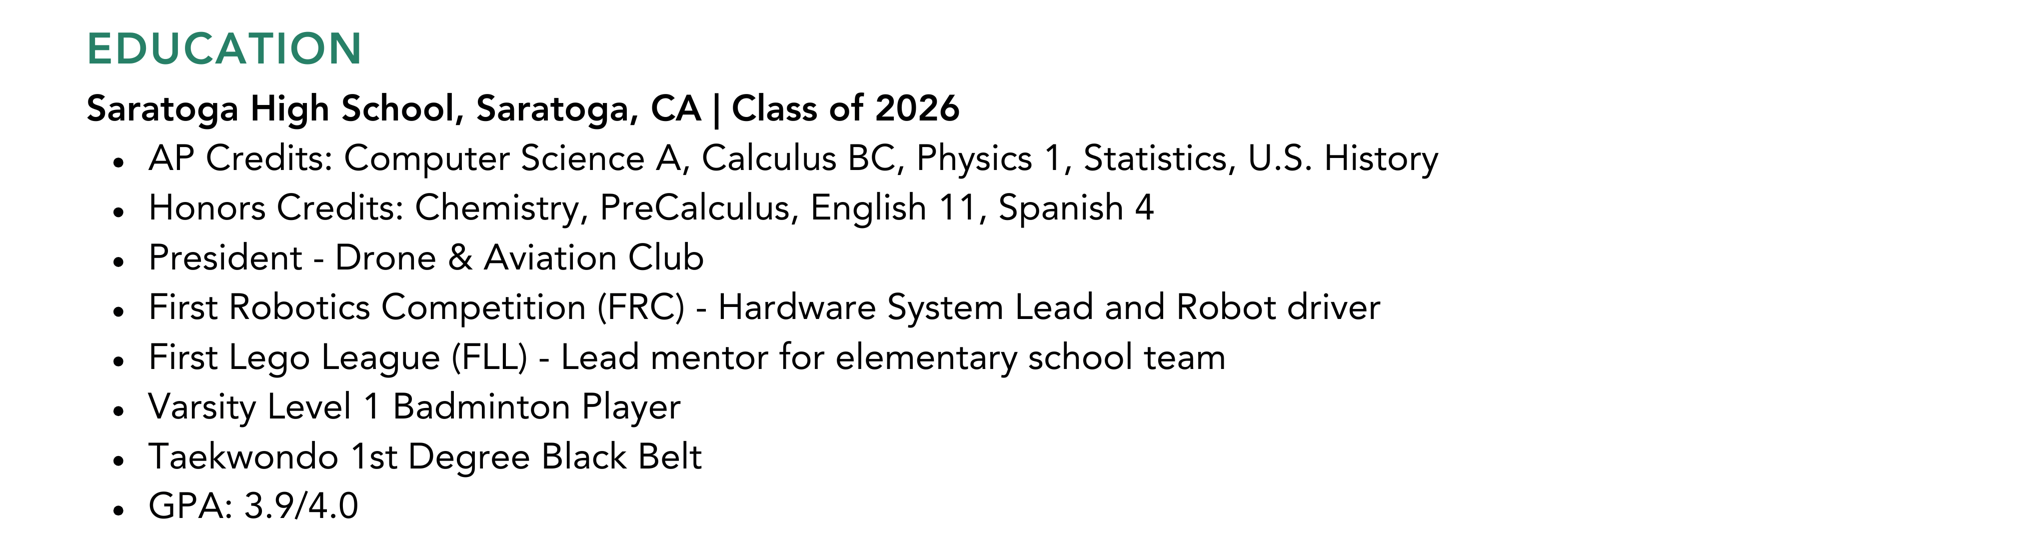 EDUCATION
Saratoga High School, Saratoga, CA | Class of 2026
• AP Credits: Computer Science A, Calculus BC, Physics 1, Statistics, U.S. History
• Honors Credits: Chemistry, PreCalculus, English 11, Spanish 4
• President - Drone & Aviation Club
• First Robotics Competition (FRC) - Hardware System Lead and Robot driver
• First Lego League (FLL) - Lead mentor for elementary school team
• Varsity Level 1 Badminton Player
• Taekwondo 1st Degree Black Belt
• GPA: 3.9/4.0